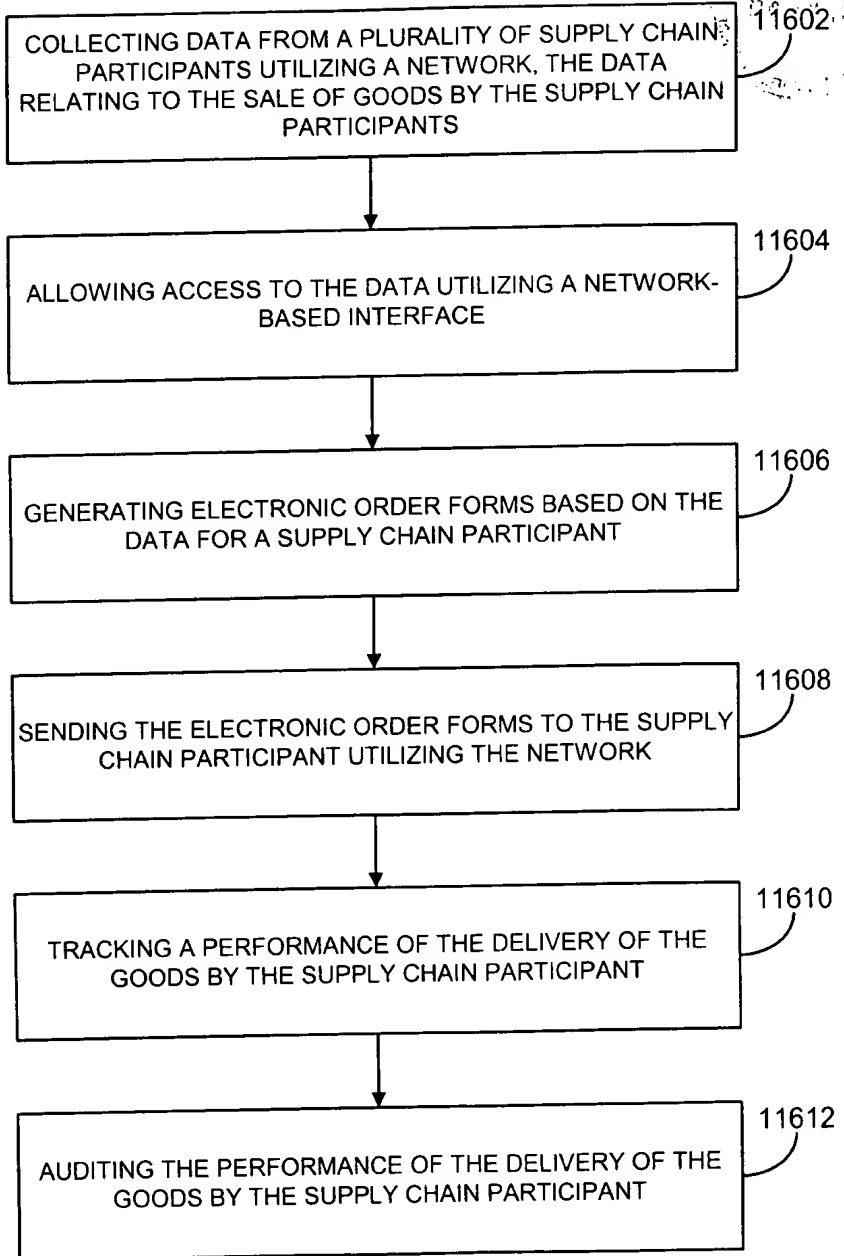 COLLECTING DATA FROM A PLURALITY OF SUPPLY CHAIN
PARTICIPANTS UTILIZING A NETWORK, THE DATA
RELATING TO THE SALE OF GOODS BY THE SUPPLY CHAIN
PARTICIPANTS
11602
ALLOWING ACCESS TO THE DATA UTILIZING A NETWORK-
BASED INTERFACE
11604
GENERATING ELECTRONIC ORDER FORMS BASED ON THE
DATA FOR A SUPPLY CHAIN PARTICIPANT
11606
SENDING THE ELECTRONIC ORDER FORMS TO THE SUPPLY
CHAIN PARTICIPANT UTILIZING THE NETWORK
11608
TRACKING A PERFORMANCE OF THE DELIVERY OF THE
GOODS BY THE SUPPLY CHAIN PARTICIPANT
11610
AUDITING THE PERFORMANCE OF THE DELIVERY OF THE
GOODS BY THE SUPPLY CHAIN PARTICIPANT
11612